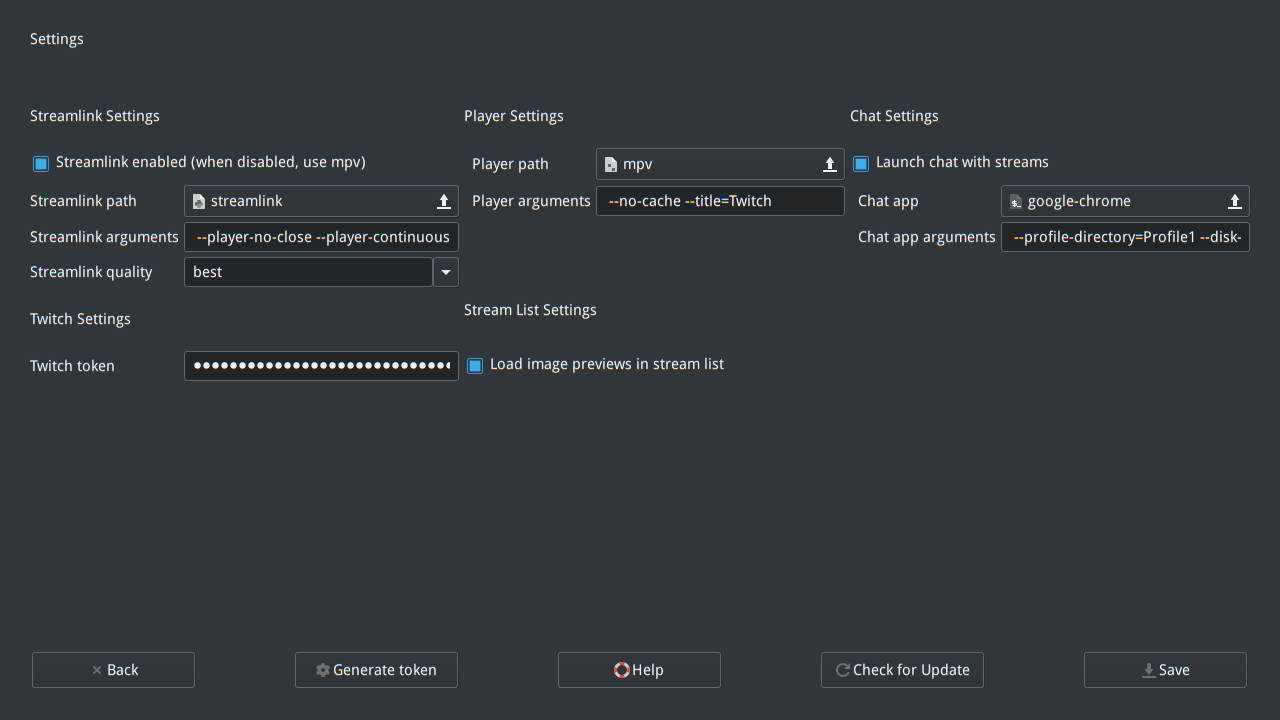 Settings
Streamlink Settings
Streamlink enabled (when disabled, use mpv)
Streamlink path streamlink
Streamlink arguments --player-no-close --player-continuous
Streamlink quality best
Twitch Settings
Twitch token
Player Settings
Player path mpv
Player arguments --no-cache --title=Twitch
Stream List Settings
Load image previews in stream list
Chat Settings
Launch chat with streams
Chat app google-chrome
Chat app arguments --profile-directory=Profile1 --disk-
Back Generate token Help Check for Update Save